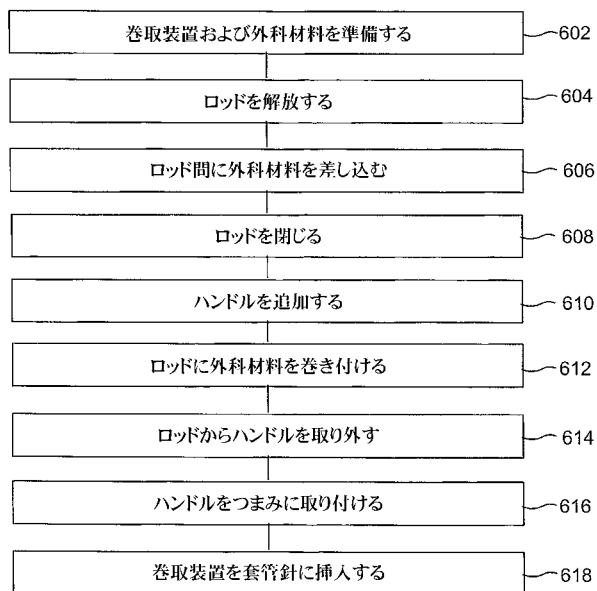 巻取装置および外科材料を準備する 602
ロッドを解放する 604
ロッド間に外科材料を差し込む 606
ロッドを閉じる 608
ハンドルを追加する 610
ロッドに外科材料を巻き付ける 612
ロッドからハンドルを取り外す 614
ハンドルをつまみに取り付ける 616
巻取装置を套管針に挿入する 618